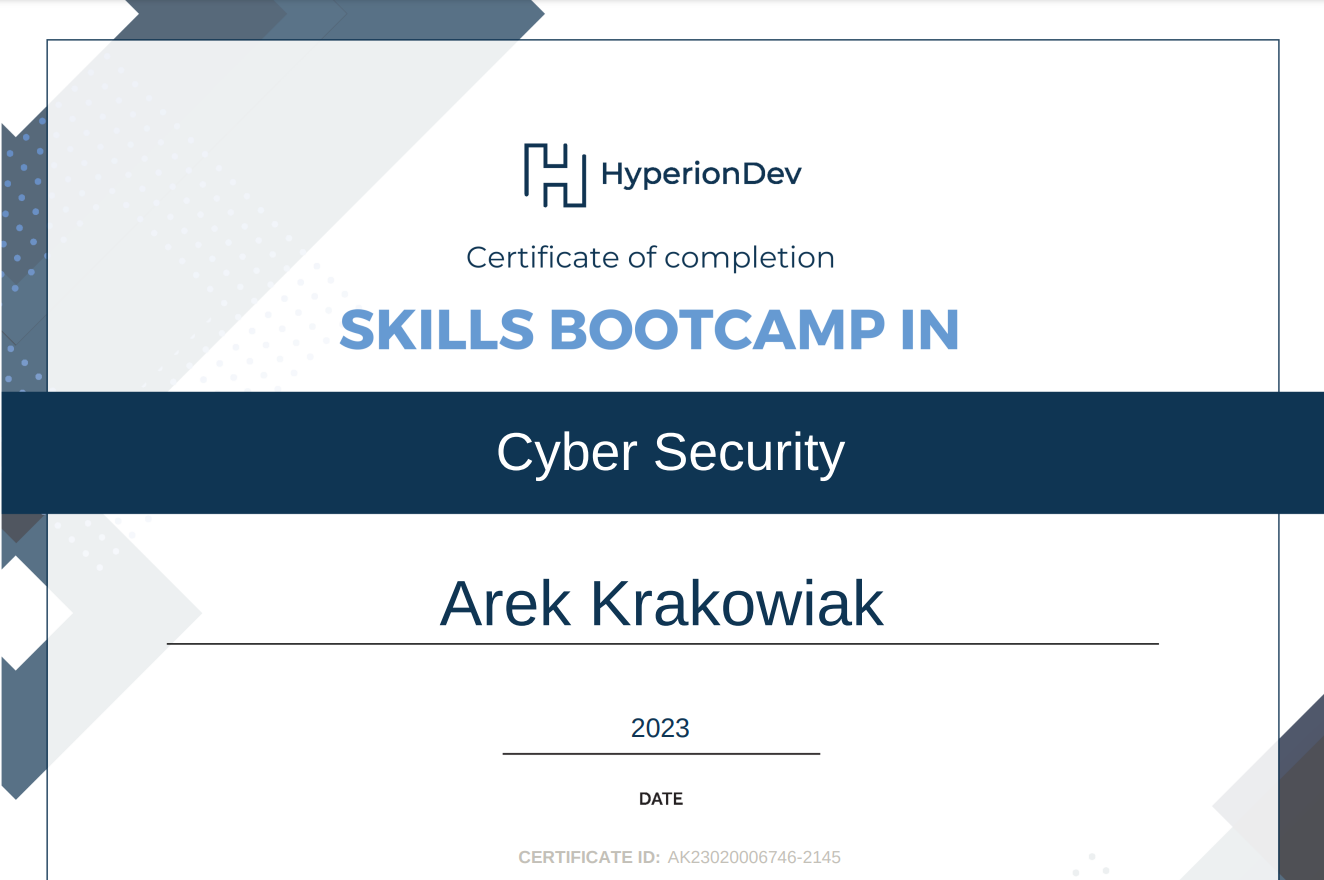 HyperionDev
Certificate of completion
SKILLS BOOTCAMP IN
Cyber Security
Arek Krakowiak
2023
DATE
CERTIFICATE ID: AK23020006746-2145